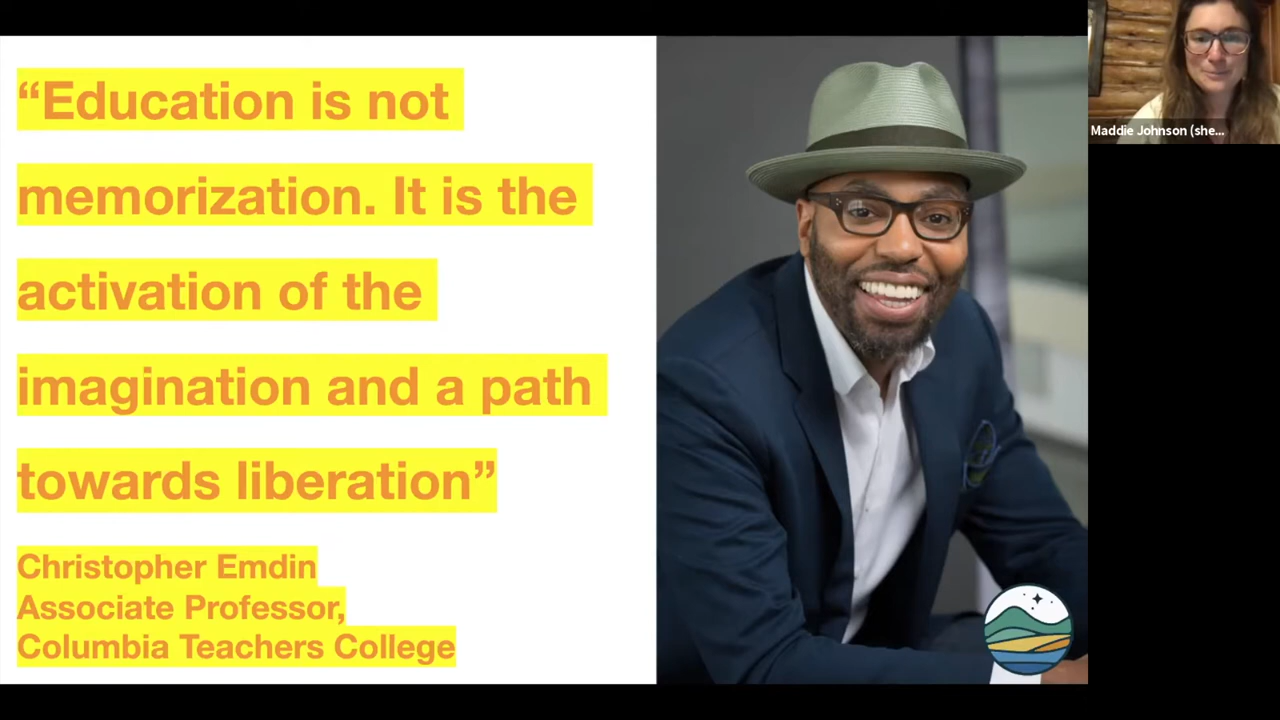 “Education is not
memorization. It is the
activation of the
imagination and a path
towards liberation”
Christopher Emdin
Associate Professor,
Columbia Teachers College
Maddie Johnson (she...